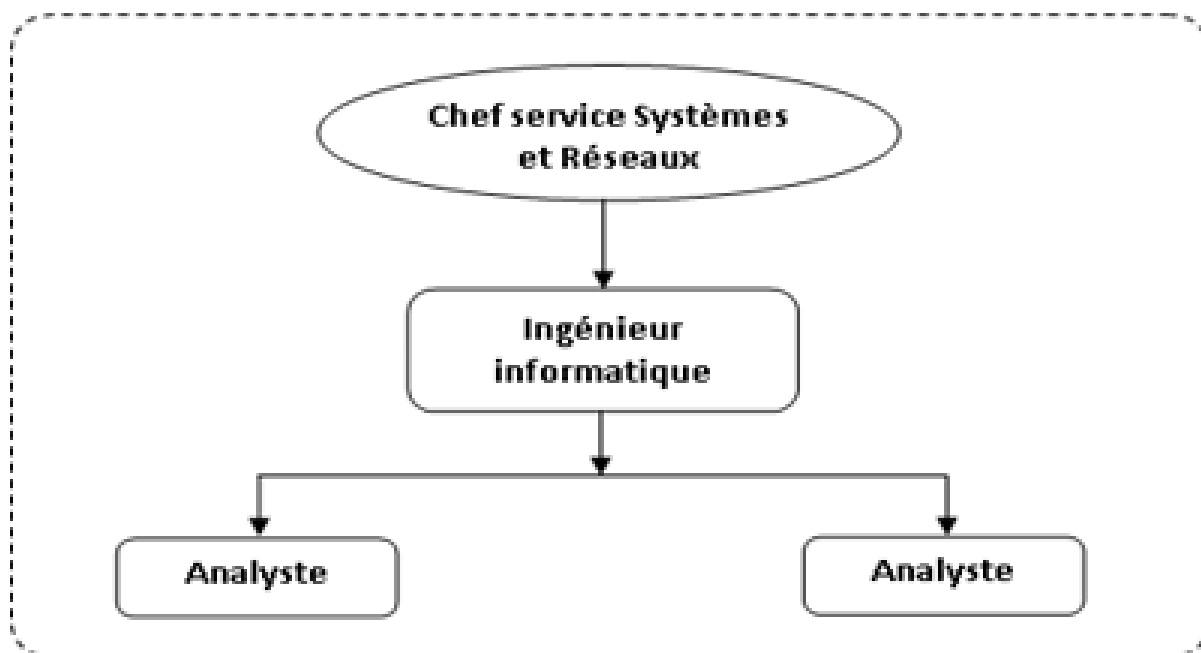 Chef service Systèmes
et Réseaux
Ingénieur
informatique
Analyste
Analyste